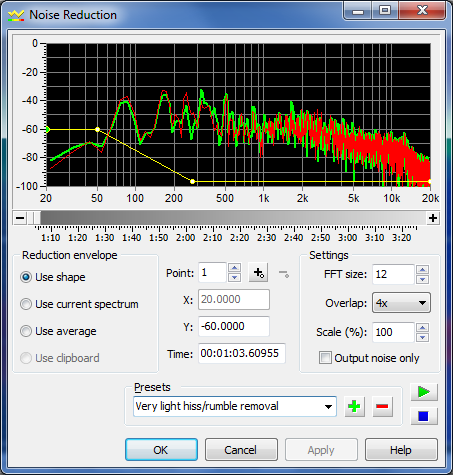 Noise Reduction
0
-20
-40
-60
-80
-100
20 50 100 200 500 1k 2k 5k 10k 20k
1:10 1:20 1:30 1:40 1:50 2:00 2:10 2:20 2:30 2:40 2:50 3:00 3:10 3:20
Reduction envelope
Use shape
Use current spectrum
Use average
Use clipboard
Point: 1
X: 20.0000
Y: -60.0000
Time: 00:01:03.60955
Settings
FFT size: 12
Overlap: 4x
Scale (%): 100
Output noise only
Presets
Very light hiss/rumble removal
OK Cancel Apply Help